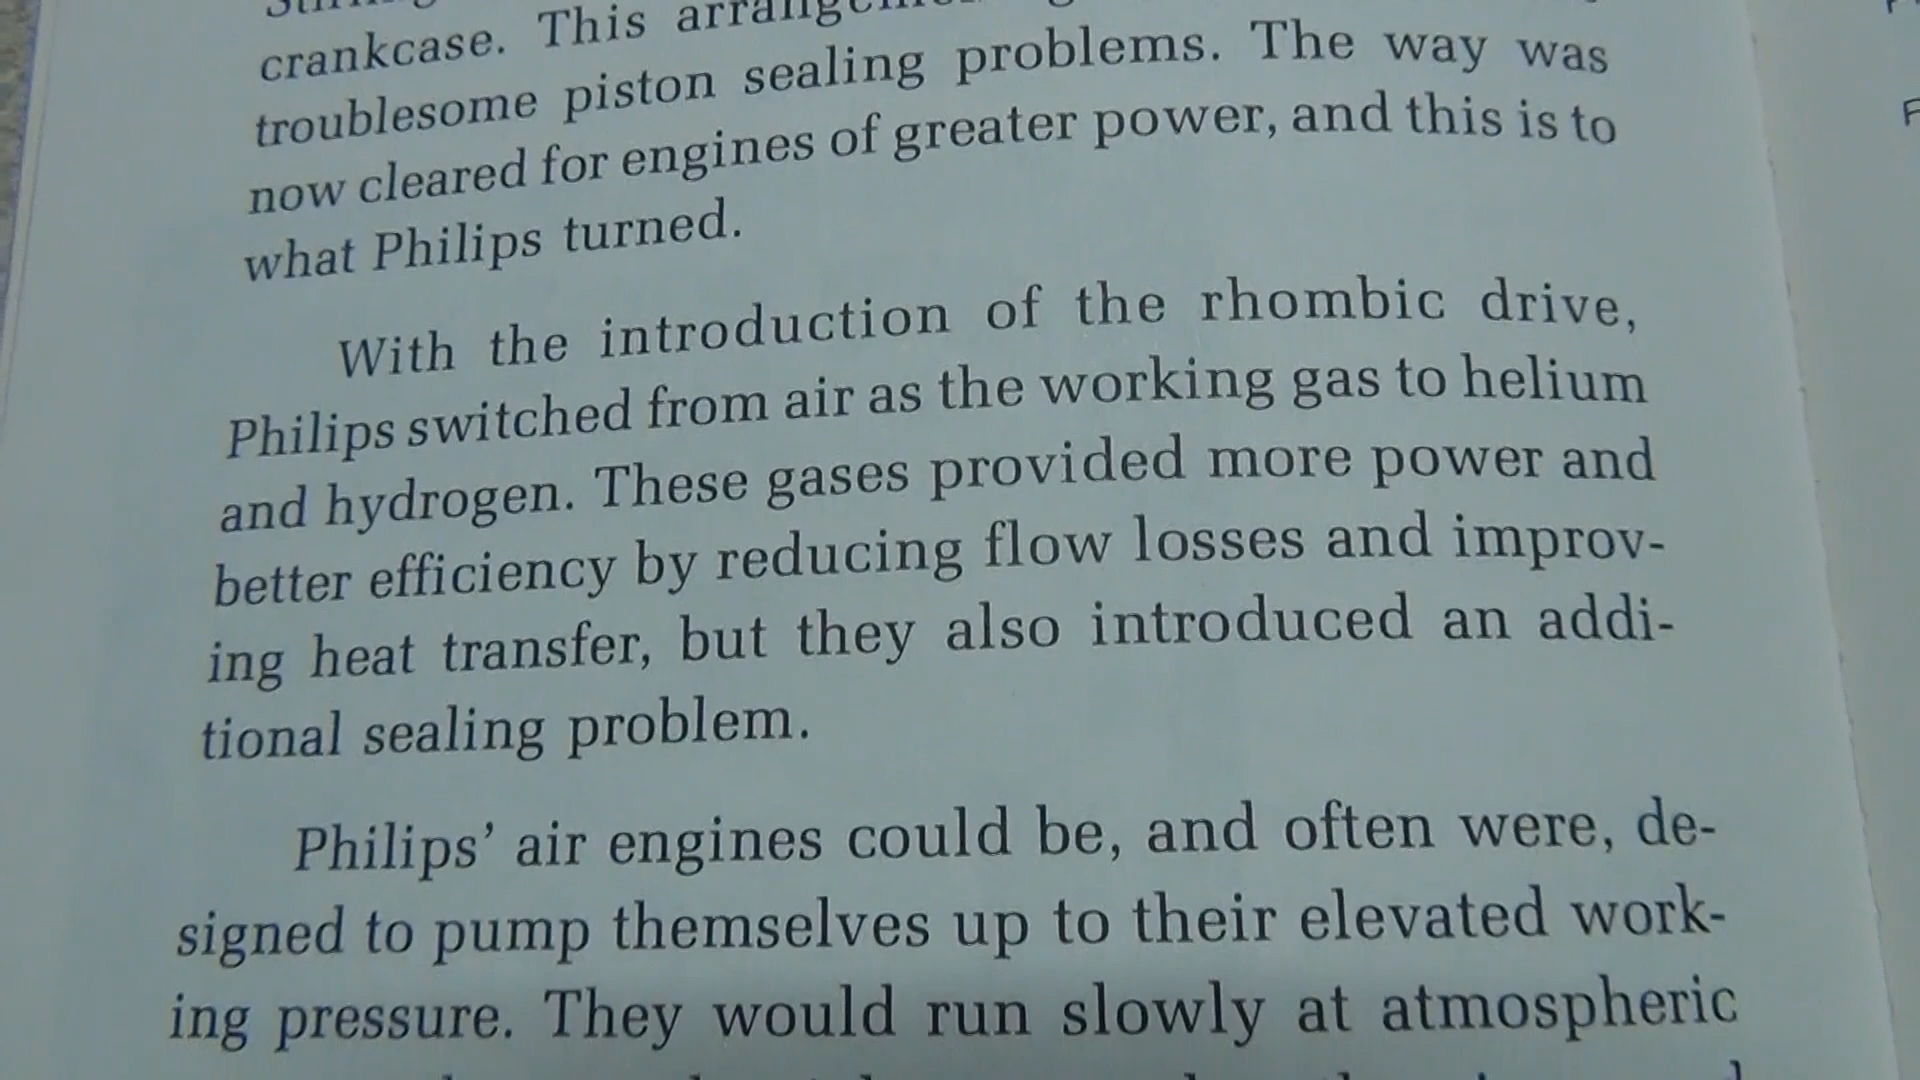 crankcase. This
troublesome piston sealing problems. The way was
now cleared for engines of greater power, and this is to
what Philips turned.
With the introduction of the rhombic drive,
Philips switched from air as the working gas to helium
and hydrogen. These gases provided more power and
better efficiency by reducing flow losses and improv-
ing heat transfer, but they also introduced an addi-
tional sealing problem.
Philips’ air engines could be, and often were, de-
signed to pump themselves up to their elevated work-
ing pressure. They would run slowly at atmospheric